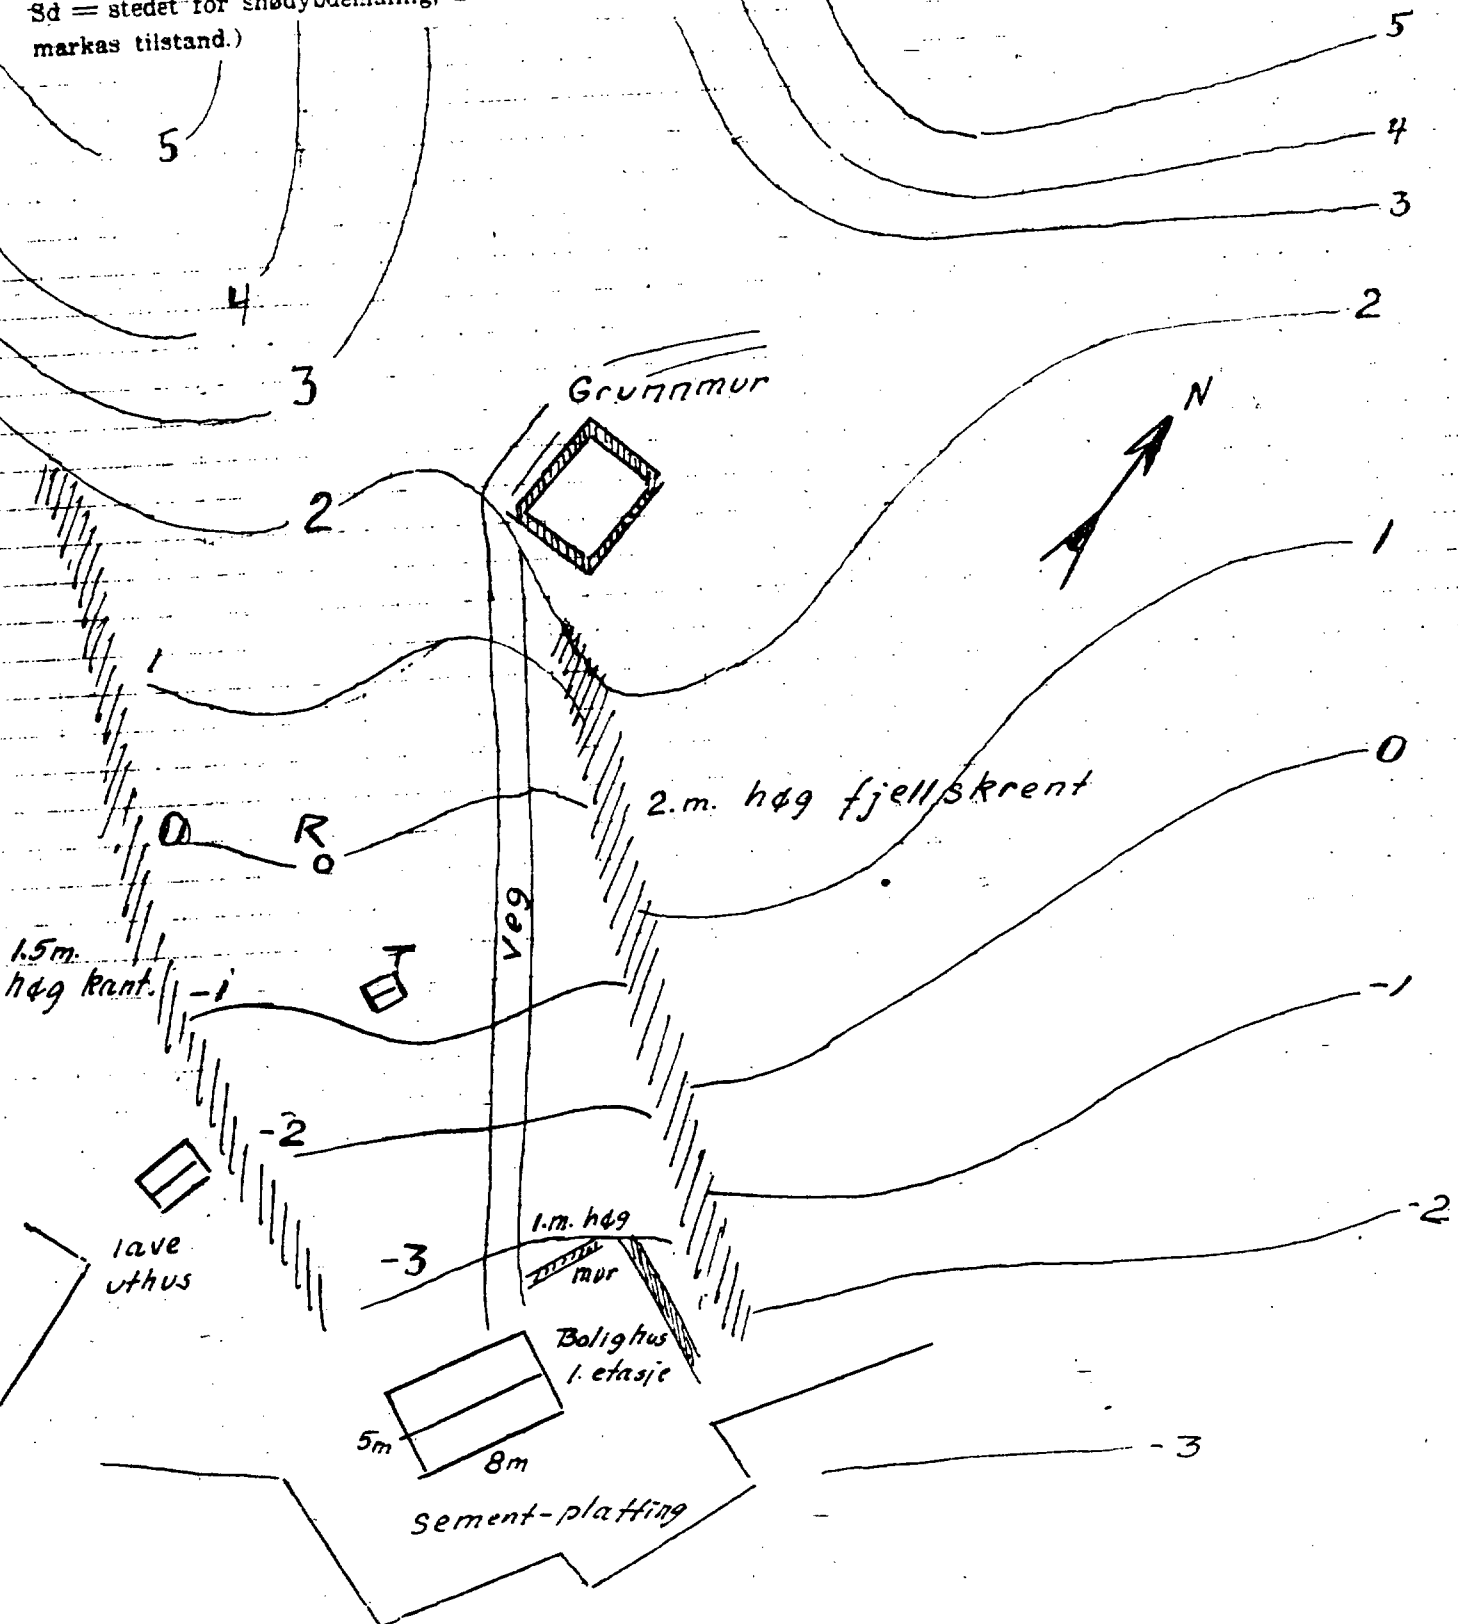 Sd = stedet for snødybdemåling,
markas tilstand.)
5
4
3
2
5
4
3
2
Grunnmur
N
1
1
2.m. høg fjellskrent
0
0
R
veg
1.5m.
høg kant.
-1
T
-1
-2
-2
lave
uthus
-3
1.m. høg
mur
Bolighus
1. etasje
5m
8m
-3
Sement-platting